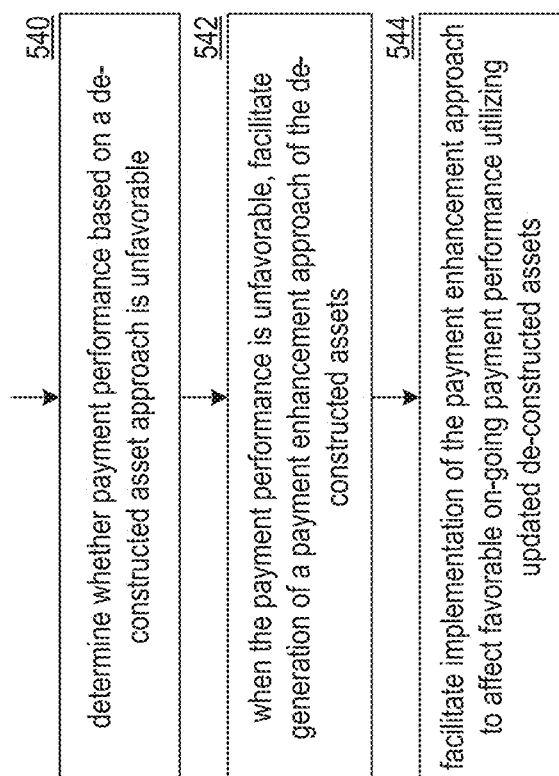 540
determine whether payment performance based on a de-
constructed asset approach is unfavorable
542
when the payment performance is unfavorable, facilitate
generation of a payment enhancement approach of the de-
constructed assets
544
facilitate implementation of the payment enhancement approach
to affect favorable on-going payment performance utilizing
updated de-constructed assets